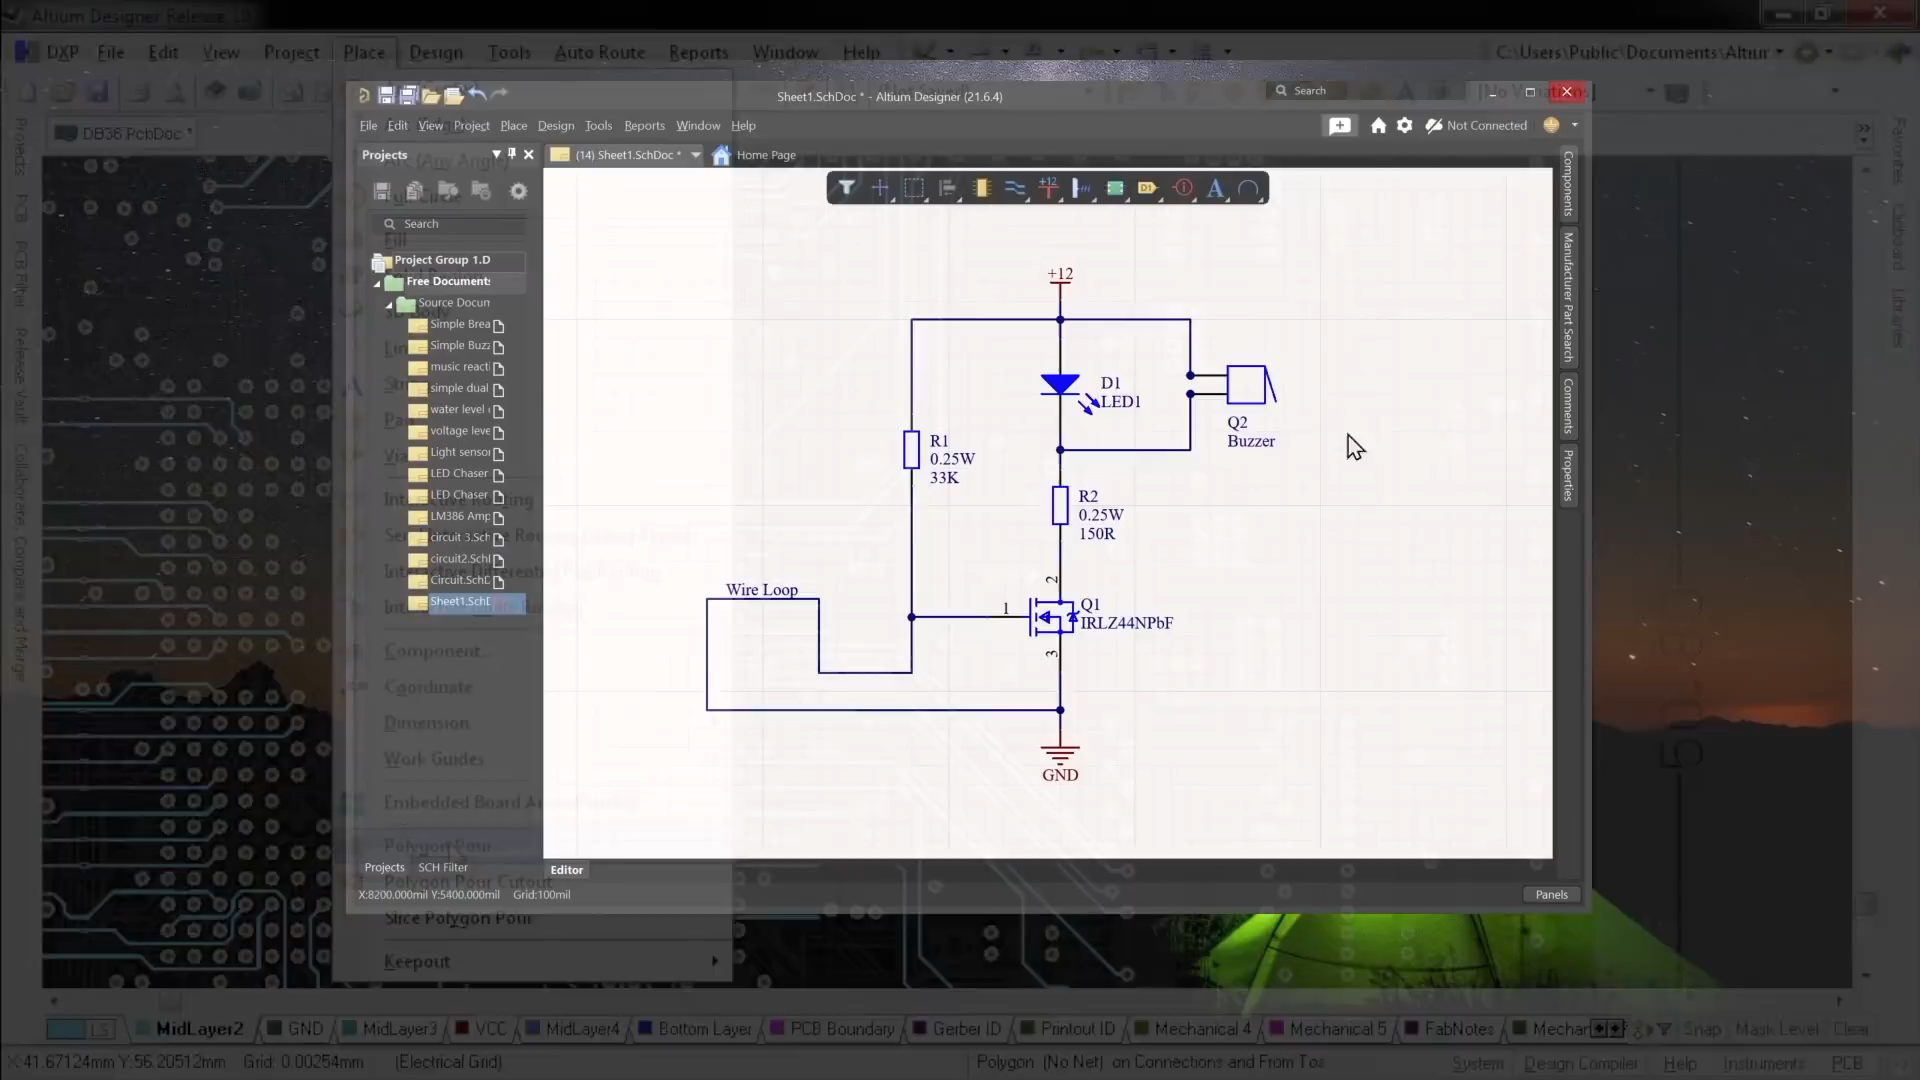 Altium Designer Release 10
DXP File Edit View Project Place Design Tools Auto Route Reports Window Help
C:\Users\Public\Documents\Altiur
DB36 PcbDoc *
Sheet1.SchDoc * - Altium Designer (21.6.4)
Search
File Edit View Project Place Design Tools Reports Window Help
Not Connected
Projects
(14) Sheet1.SchDoc *
Home Page
Search
Project Group 1.D
Free Document:
Source Docun
Simple Brea
Simple Buzz
music reacti
simple dual
water level
voltage leve
Light senso
LED Chaser
LED Chaser
LM386 Amp
circuit 3.Sch
circuit2.SchI
Circuit.SchD
Sheet1.SchD
+12
D1
LED1
Q2
Buzzer
R1
0.25W
33K
R2
0.25W
150R
Wire Loop
2
1
Q1
IRLZ44NPbF
3
GND
Components
Manufacturer Part Search
Comments
Properties
Component...
Coordinate
Dimension
Work Guides
Embedded Board A
Polygon Pour
Polygon Pour Cutout
Slice Polygon Pour
Keepout
Projects SCH Filter
Editor
X:8200.000mil Y:5400.000mil Grid:100mil
Panels
LS MidLayer2 GND MidLayer3 VCC MidLayer4 Bottom Layer PCB Boundary Gerber ID Printout ID Mechanical 4 Mechanical 5 FabNotes Mechar Snap Mask Level Clear
X:41.67124mm Y:56.20512mm Grid: 0.00254mm (Electrical Grid) Polygon (No Net) on Connections and From Tos System Design Compiler Help Instruments PCB